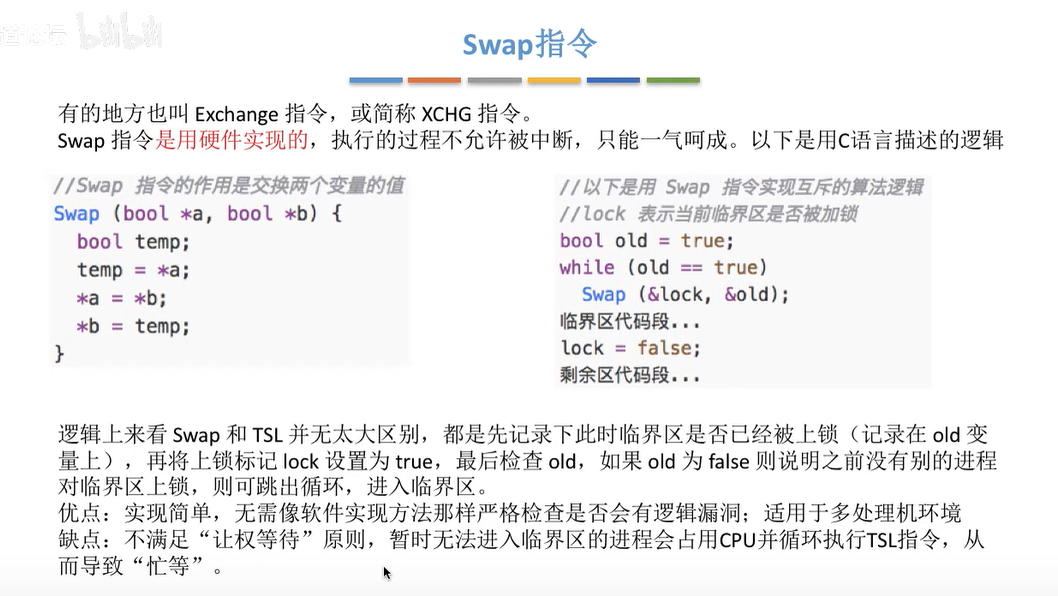 bilibili
Swap指令
有的地方也叫 Exchange 指令，或简称 XCHG 指令。
Swap 指令是用硬件实现的，执行的过程不允许被中断，只能一气呵成。以下是用C语言描述的逻辑
//Swap 指令的作用是交换两个变量的值
Swap (bool *a, bool *b) {
bool temp;
temp = *a;
*a = *b;
*b = temp;
}
//以下是用 Swap 指令实现互斥的算法逻辑
//lock 表示当前临界区是否被加锁
bool old = true;
while (old == true)
Swap (&lock, &old);
临界区代码段...
lock = false;
剩余区代码段...
逻辑上来看 Swap 和 TSL 并无太大区别，都是先记录下此时临界区是否已经被上锁（记录在 old 变
量上），再将上锁标记 lock 设置为 true，最后检查 old，如果 old 为 false 则说明之前没有别的进程
对临界区上锁，则可跳出循环，进入临界区。
优点：实现简单，无需像软件实现方法那样严格检查是否会有逻辑漏洞；适用于多处理机环境
缺点：不满足“让权等待”原则，暂时无法进入临界区的进程会占用CPU并循环执行TSL指令，从
而导致“忙等”。